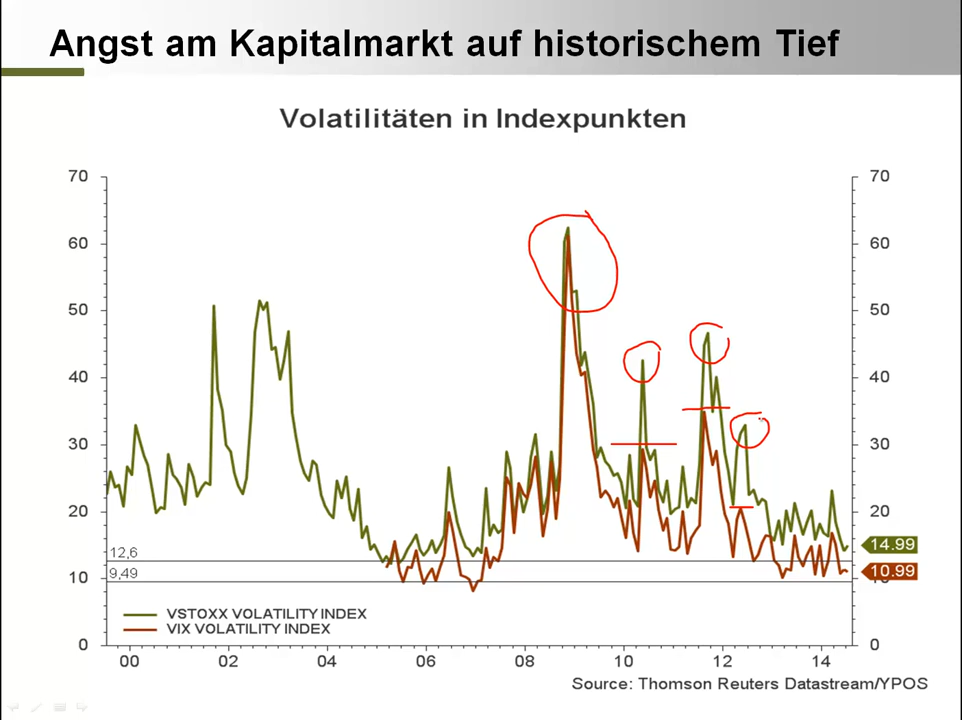 Angst am Kapitalmarkt auf historischem Tief
Volatilitäten in Indexpunkten
70 70
60 60
50 50
40 40
30 30
20 20
14.99
12,6
10.99
9,49
10
VSTOXX VOLATILITY INDEX
VIX VOLATILITY INDEX
0 0
00 02 04 06 08 10 12 14
Source: Thomson Reuters Datastream/YPOS